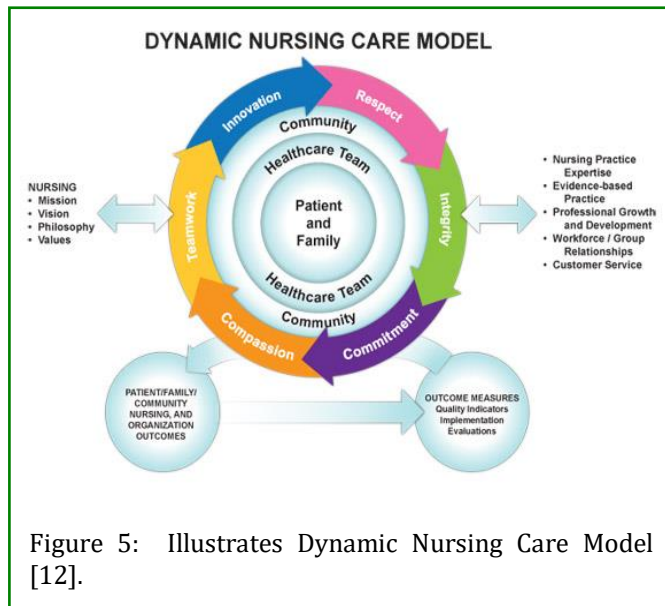 DYNAMIC NURSING CARE MODEL
Innovation
Respect
Integrity
Commitment
Compassion
Teamwork
Community
Healthcare Team
Patient
and
Family
Healthcare Team
Community
NURSING
• Mission
• Vision
• Philosophy
• Values
• Nursing Practice
Expertise
• Evidence-based
Practice
• Professional Growth
and Development
• Workforce / Group
Relationships
• Customer Service
PATIENT/FAMILY/
COMMUNITY
NURSING, AND
ORGANIZATION
OUTCOMES
OUTCOME MEASURES
Quality Indicators
Implementation
Evaluations
Figure 5: Illustrates Dynamic Nursing Care Model
[12].